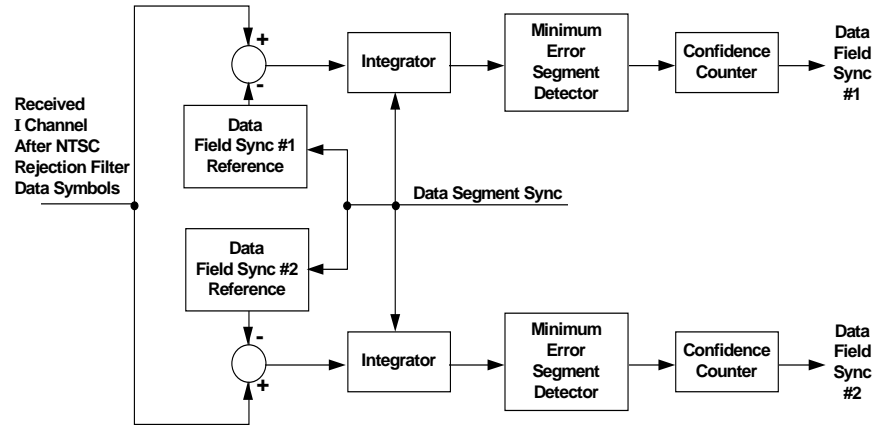 Received
I Channel
After NTSC
Rejection Filter
Data Symbols
+
-
Data
Field Sync #1
Reference
Integrator
Minimum
Error
Segment
Detector
Confidence
Counter
Data
Field
Sync
#1
Data Segment Sync
Data
Field Sync #2
Reference
-
+
Integrator
Minimum
Error
Segment
Detector
Confidence
Counter
Data
Field
Sync
#2